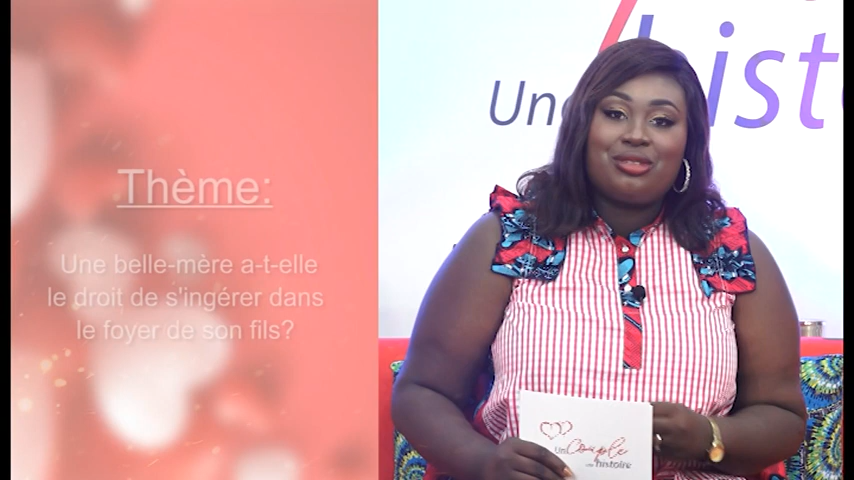 Thème:
Une belle-mère a-t-elle
le droit de s'ingérer dans
le foyer de son fils?
Un
Un Couple
une histoire